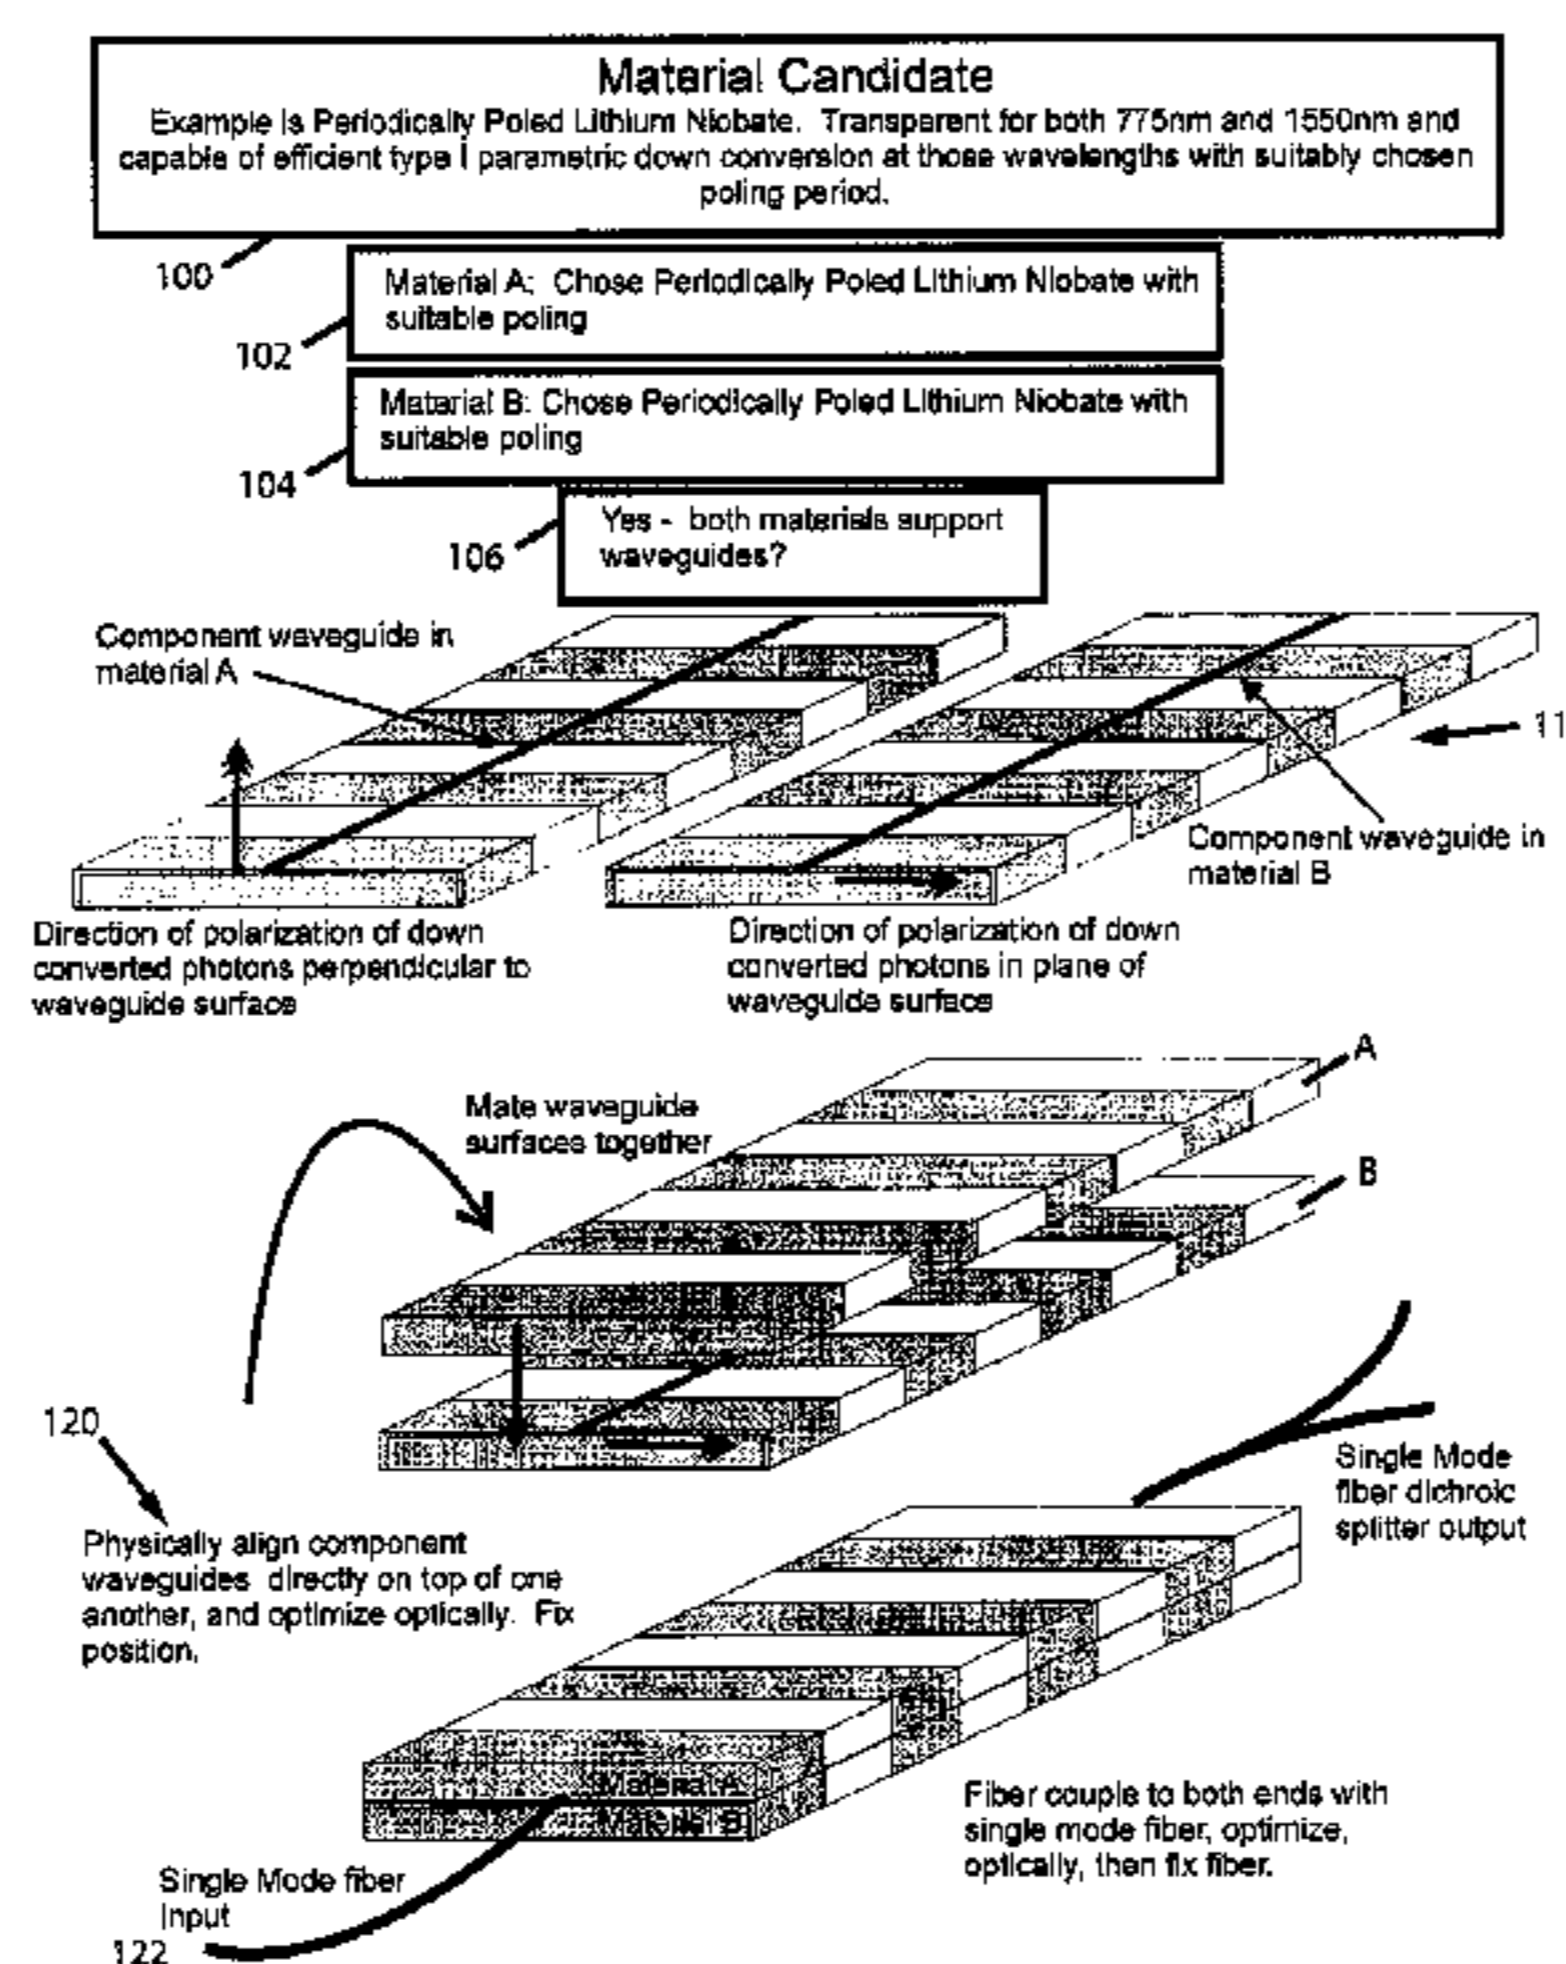 Material Candidate
Example is Periodically Poled Lithium Niobate. Transparent for both 775nm and 1550nm and
capable of efficient type I parametric down conversion at those wavelengths with suitably chosen
poling period.
100
Material A: Chose Periodically Poled Lithium Niobate with
suitable poling
102
Material B: Chose Periodically Poled Lithium Niobate with
suitable poling
104
Yes - both materials support
waveguides?
106
Component waveguide in
material A
11
Component waveguide in
material B
Direction of polarization of down
converted photons perpendicular to
waveguide surface
Direction of polarization of down
converted photons in plane of
waveguide surface
A
Mate waveguide
surfaces together
B
120
Physically align component
waveguides directly on top of one
another, and optimize optically. Fix
position.
Single Mode
fiber dichroic
splitter output
Material A
Material B
Fiber couple to both ends with
single mode fiber, optimize,
optically, then fix fiber.
Single Mode fiber
Input
122